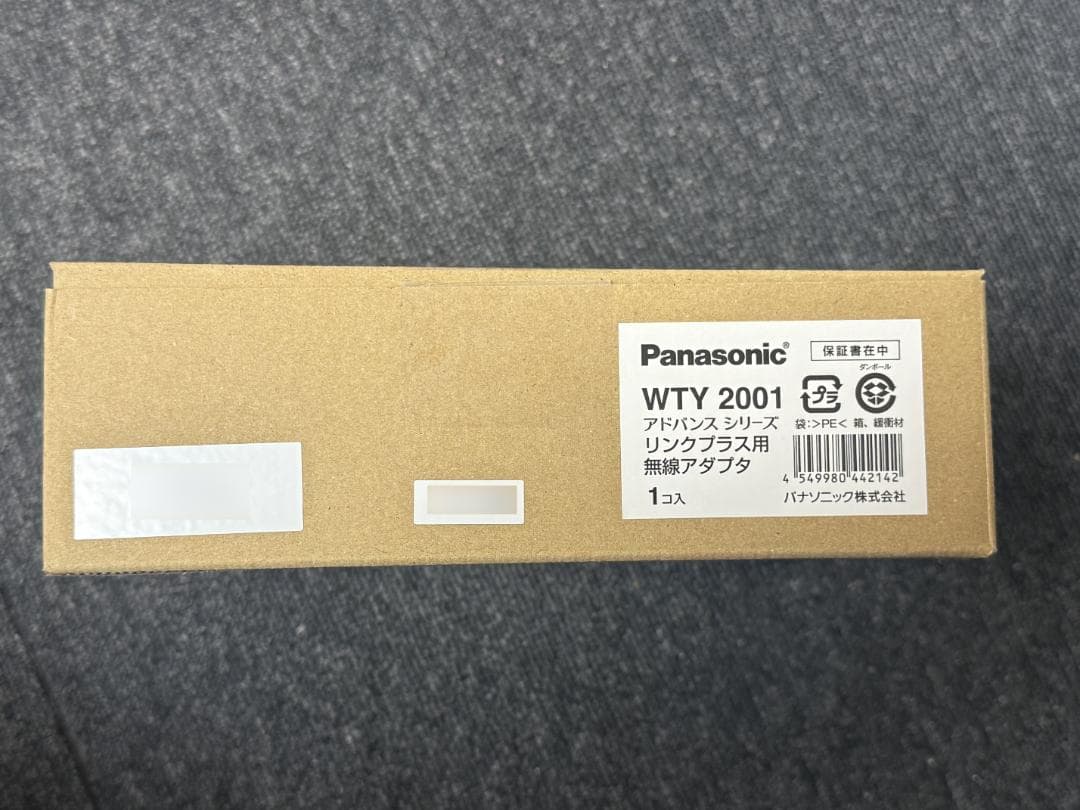 Panasonic®
保証書在中
WTY 2001
プラ
ダンボール
アドバンス シリーズ
袋:>PE< 箱、緩衝材
リンクプラス用
無線アダプタ
4 549980 442142
1コ入
パナソニック株式会社